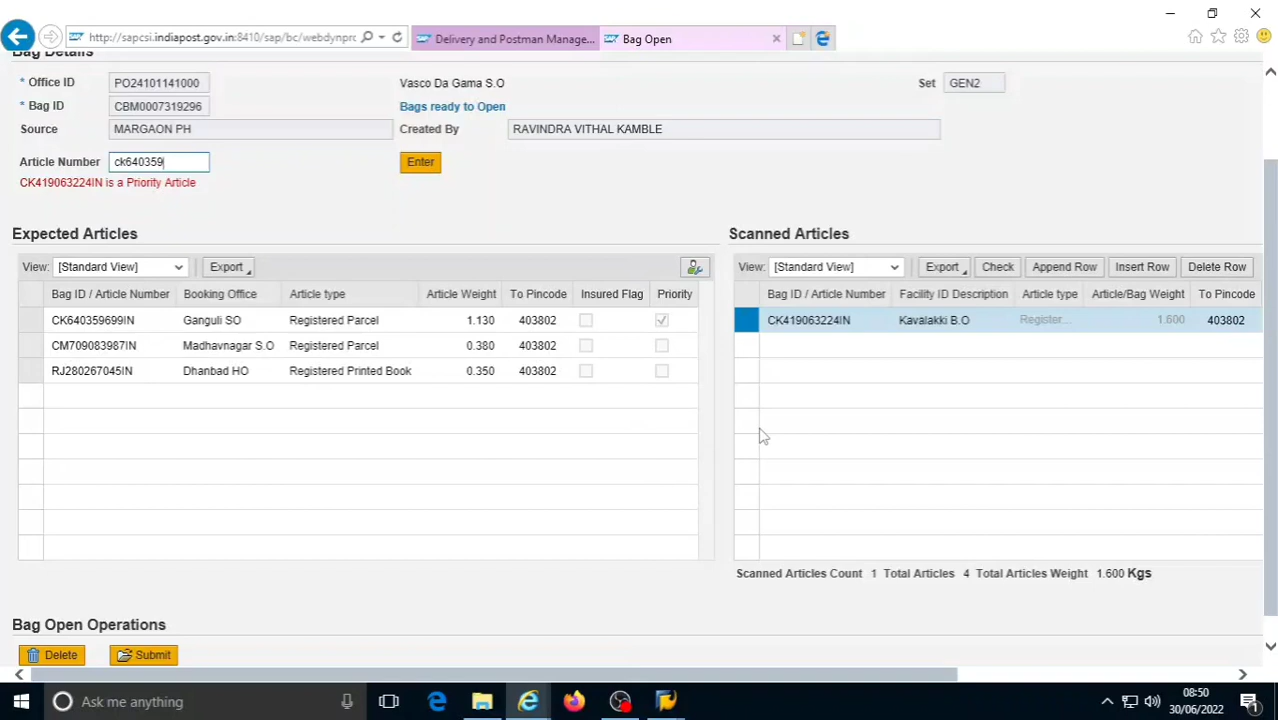 http://sapcsi.indiapost.gov.in:8410/sap/bc/webdynprc
Delivery and Postman Manage...
Bag Open
Bag Details
* Office ID PO24101141000 Vasco Da Gama S.O Set GEN2
* Bag ID CBM0007319296 Bags ready to Open
Source MARGAON PH Created By RAVINDRA VITHAL KAMBLE
Article Number ck640359 Enter
CK419063224IN is a Priority Article
Expected Articles
View: [Standard View] Export
Bag ID / Article Number Booking Office Article type Article Weight To Pincode Insured Flag Priority
CK640359699IN Ganguli SO Registered Parcel 1.130 403802
CM709083987IN Madhavnagar S.O Registered Parcel 0.380 403802
RJ280267045IN Dhanbad HO Registered Printed Book 0.350 403802
Scanned Articles
View: [Standard View] Export Check Append Row Insert Row Delete Row
Bag ID / Article Number Facility ID Description Article type Article/Bag Weight To Pincode
CK419063224IN Kavalakki B.O Register... 1.600 403802
Scanned Articles Count 1 Total Articles 4 Total Articles Weight 1.600 Kgs
Bag Open Operations
Delete Submit
Ask me anything
08:50
30/06/2022